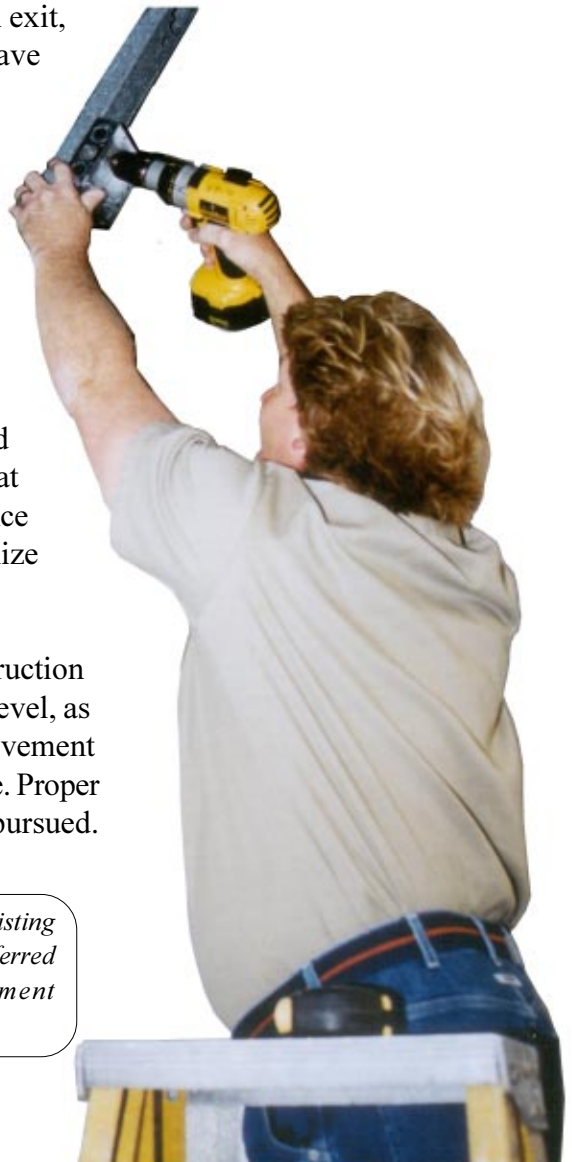 exit,
ave
d
at
ce
ize
ruction
evel, as
vement
e. Proper
pursued.
isting
ferred
ment